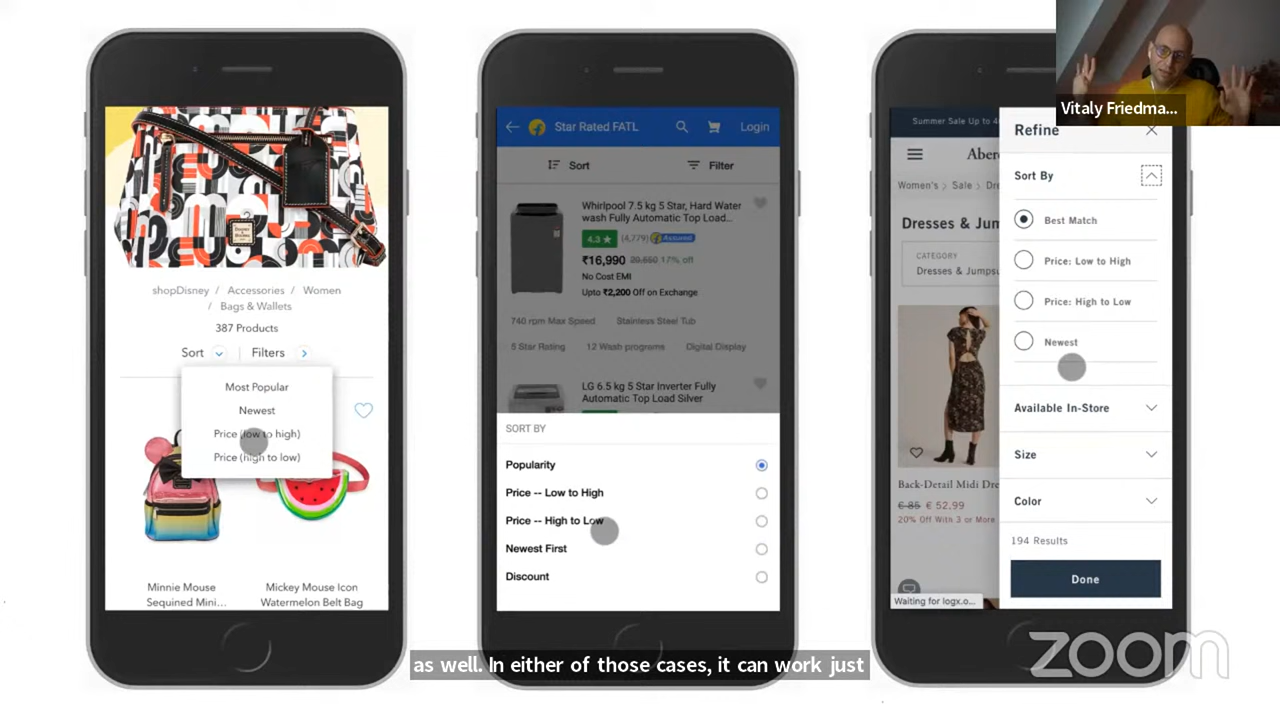 shopDisney / Accessories / Women
/ Bags & Wallets
387 Products
Sort | Filters
Most Popular
Newest
Price (low to high)
Price (high to low)
Minnie Mouse
Sequined Mini...
Mickey Mouse Icon
Watermelon Belt Bag
Star Rated FATL
Login
Sort
Filter
Whirlpool 7.5 kg 5 Star, Hard Water
wash Fully Automatic Top Load...
4.3 ★ (4,779) Assured
₹16,990 20,650 17% off
No Cost EMI
Upto ₹2,200 Off on Exchange
740 rpm Max Speed Stainless Steel Tub
5 Star Rating 12 Wash programs Digital Display
LG 6.5 kg 5 Star Inverter Fully
Automatic Top Load Silver
SORT BY
Popularity
Price -- Low to High
Price -- High to Low
Newest First
Discount
Summer Sale Up to 4
Aber
Women's > Sale > Dre
Dresses & Jum
CATEGORY
Dresses & Jumpsu
Back-Detail Midi Dre
€ 85 € 52.99
20% Off With 3 or More
Waiting for logx.o...
Refine
Sort By
Best Match
Price: Low to High
Price: High to Low
Newest
Available In-Store
Size
Color
194 Results
Done
Vitaly Friedma...
as well. In either of those cases, it can work just
zoom